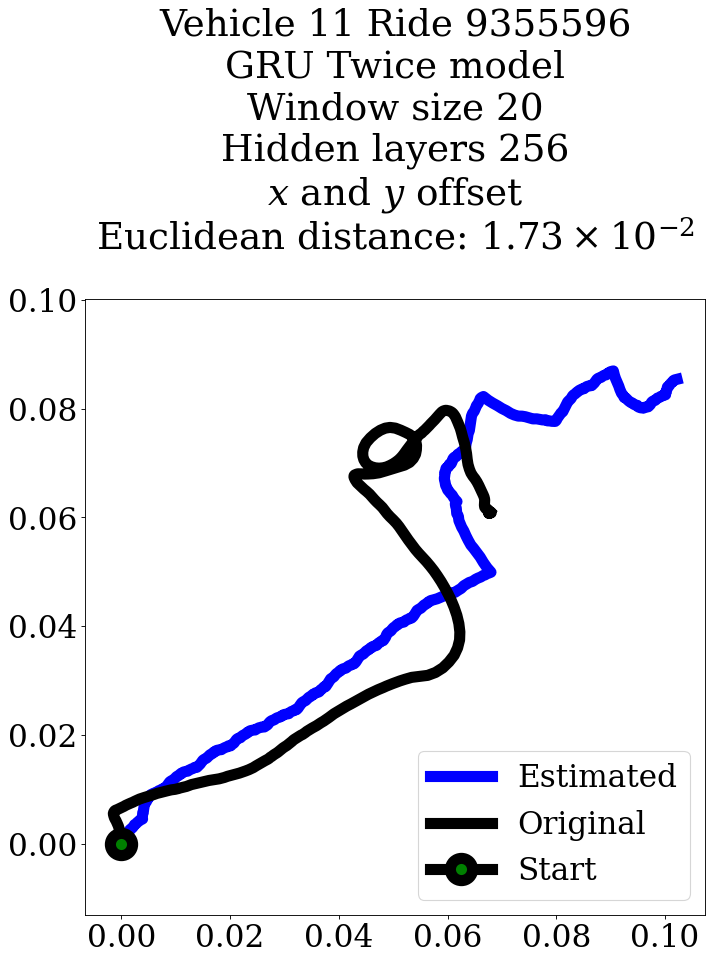 Vehicle 11 Ride 9355596
GRU Twice model
Window size 20
Hidden layers 256
x and y offset
Euclidean distance: 1.73 × 10⁻²
0.10
0.08
0.06
0.04
0.02
0.00
Estimated
Original
Start
0.00 0.02 0.04 0.06 0.08 0.10